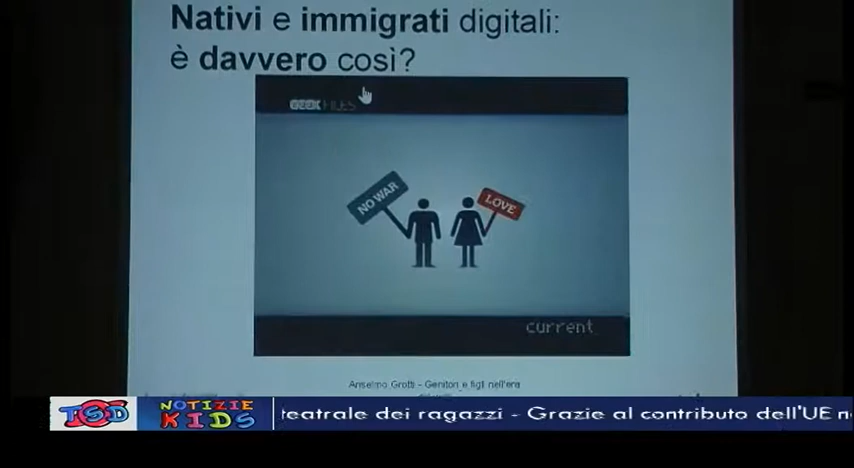 Nativi e immigrati digitali:
è davvero così?
GEEK FILES
NO WAR
LOVE
current
Anselmo Grotti - Genitori e figli nell'era
TSD
NOTIZIE KIDS
teatrale dei ragazzi - Grazie al contributo dell'UE n